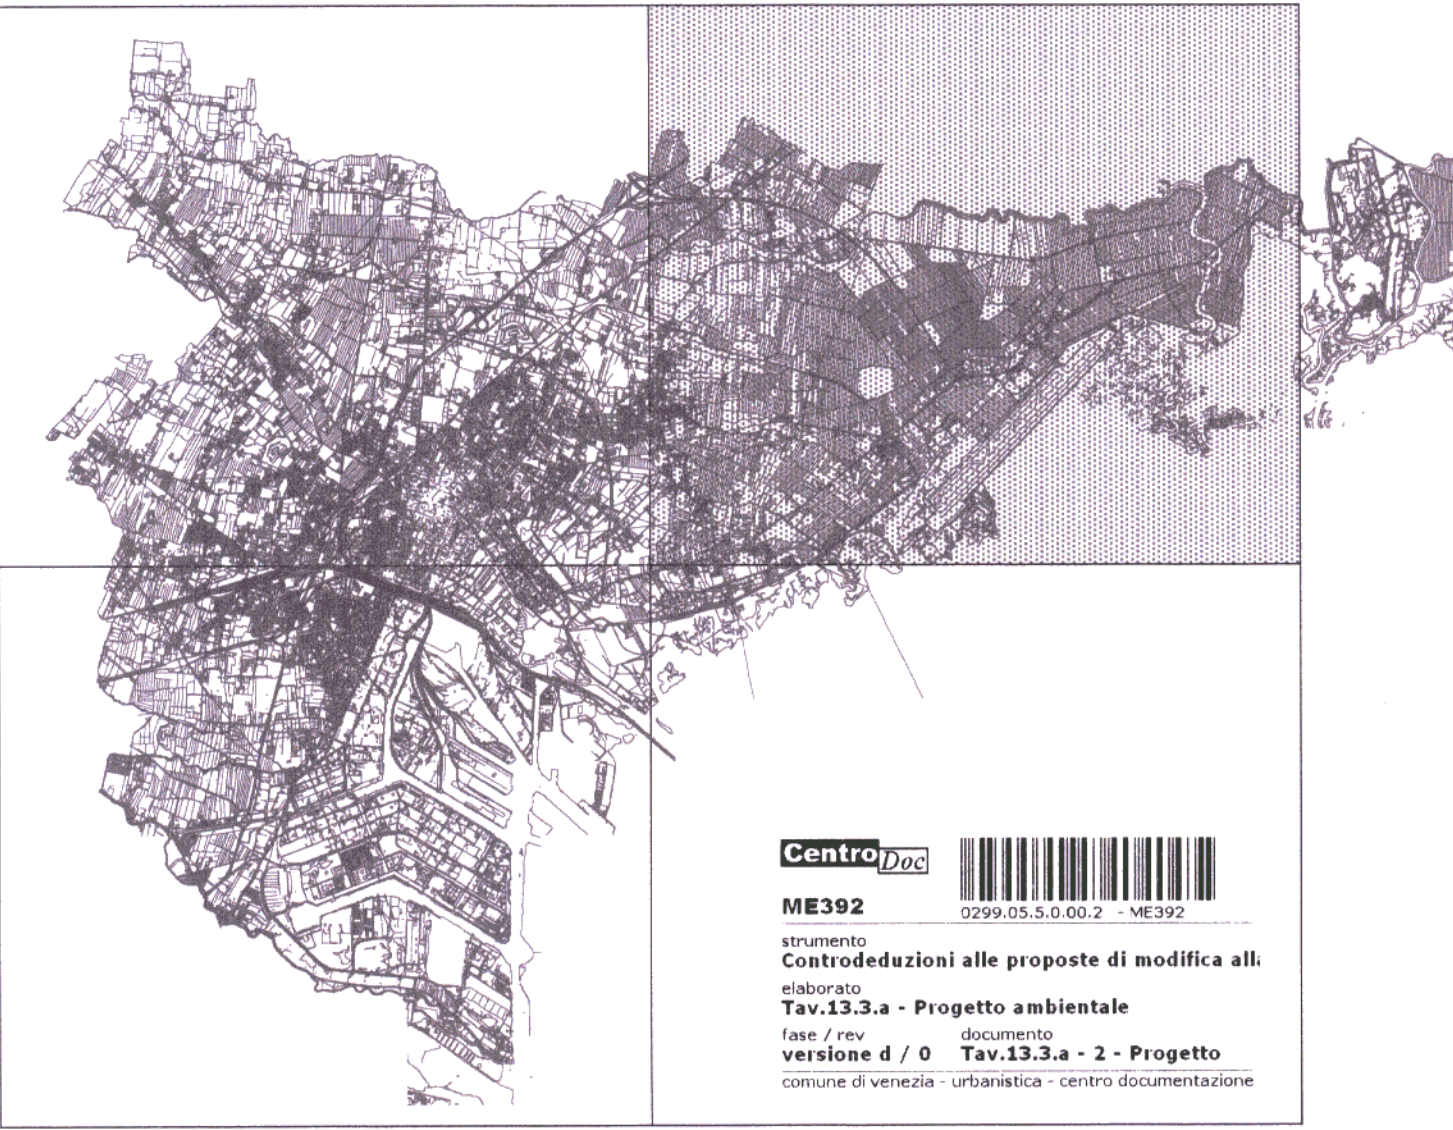 Centro Doc
ME392
0299.05.5.0.00.2 - ME392
strumento
Controdeduzioni alle proposte di modifica all
elaborato
Tav.13.3.a - Progetto ambientale
fase / rev documento
versione d / 0 Tav.13.3.a - 2 - Progetto
comune di venezia - urbanistica - centro documentazione